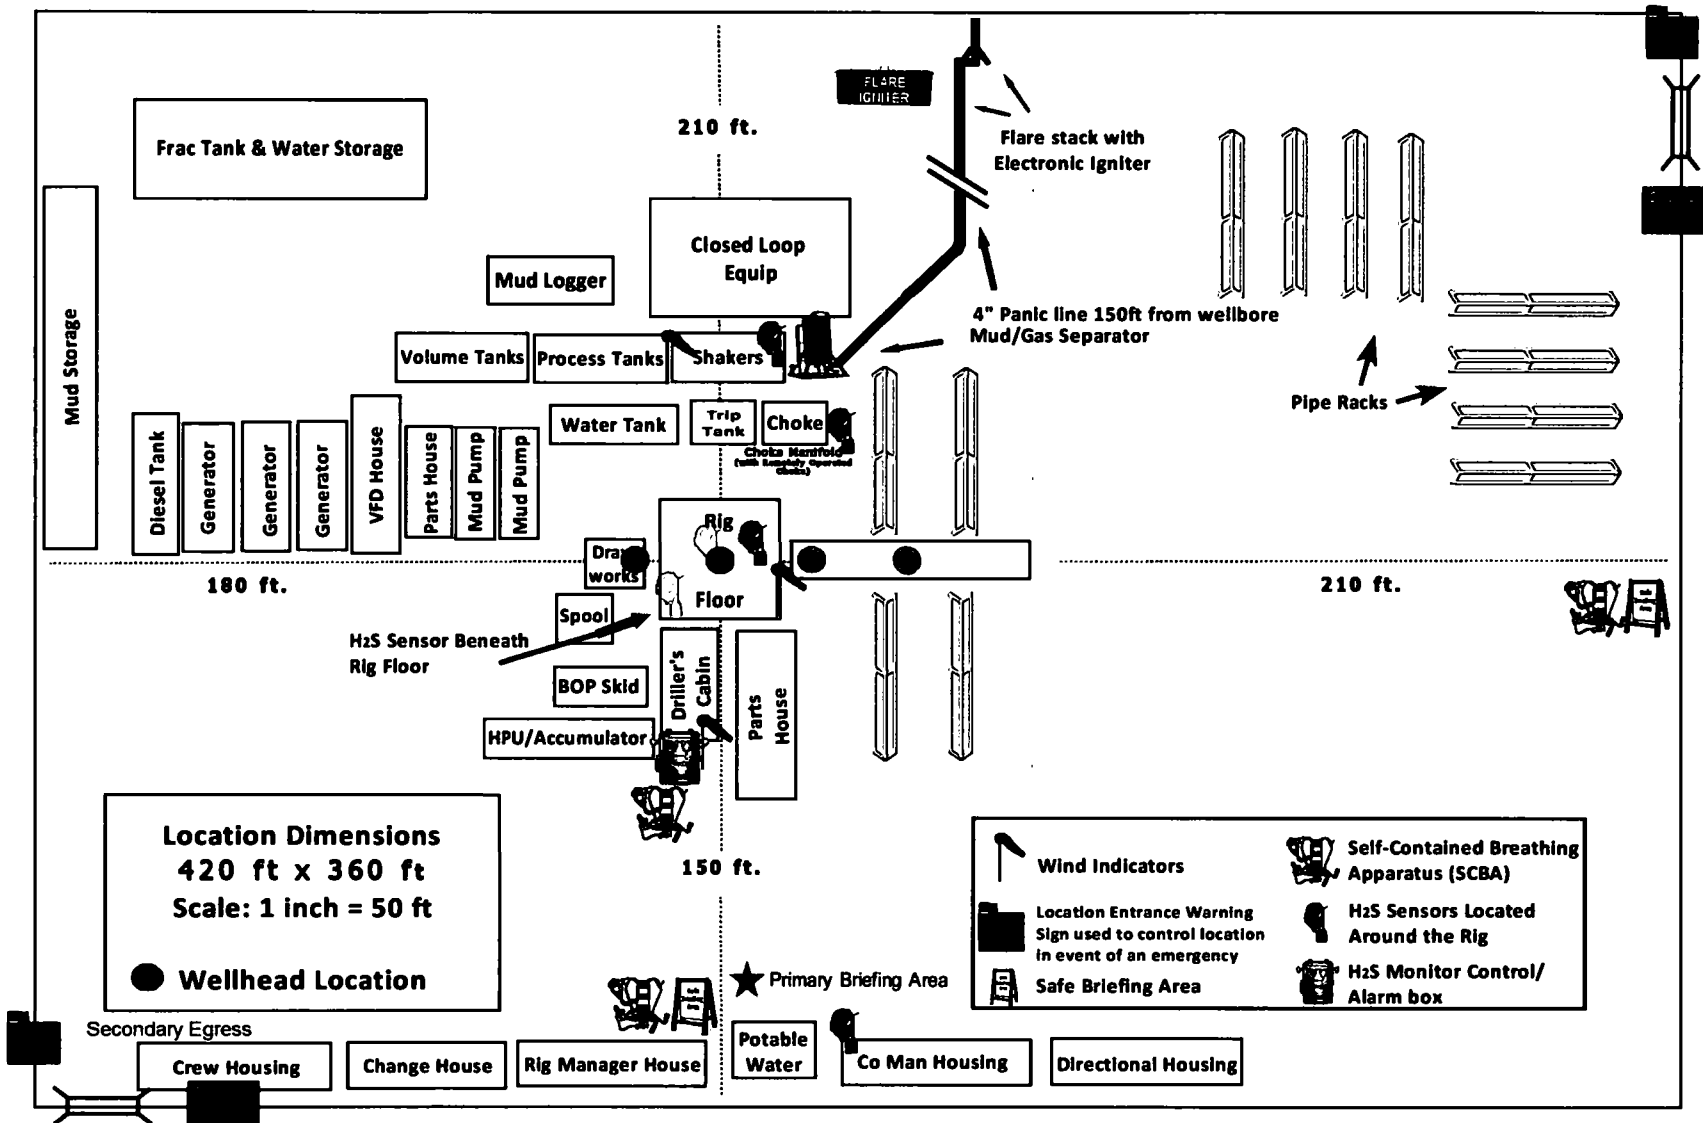 FLARE
IGNITER
210 ft.
Flare stack with
Electronic Igniter
Frac Tank & Water Storage
Closed Loop
Equip
Mud Logger
4" Panic line 150ft from wellbore
Mud/Gas Separator
Mud Storage
Volume Tanks
Process Tanks
Shakers
Pipe Racks
Water Tank
Trip
Tank
Choke
Choke Manifold
(with Remotely Operated
Choke)
Diesel Tank
Generator
Generator
Generator
VFD House
Parts House
Mud Pump
Mud Pump
Rig
Floor
Draw
works
180 ft.
210 ft.
Spool
H2S Sensor Beneath
Rig Floor
BOP Skid
Driller's
Cabin
Parts
House
HPU/Accumulator
Location Dimensions
420 ft x 360 ft
Scale: 1 inch = 50 ft
Wellhead Location
150 ft.
Wind Indicators
Location Entrance Warning
Sign used to control location
in event of an emergency
Safe Briefing Area
Self-Contained Breathing
Apparatus (SCBA)
H2S Sensors Located
Around the Rig
H2S Monitor Control/
Alarm box
Primary Briefing Area
Secondary Egress
Crew Housing
Change House
Rig Manager House
Potable
Water
Co Man Housing
Directional Housing